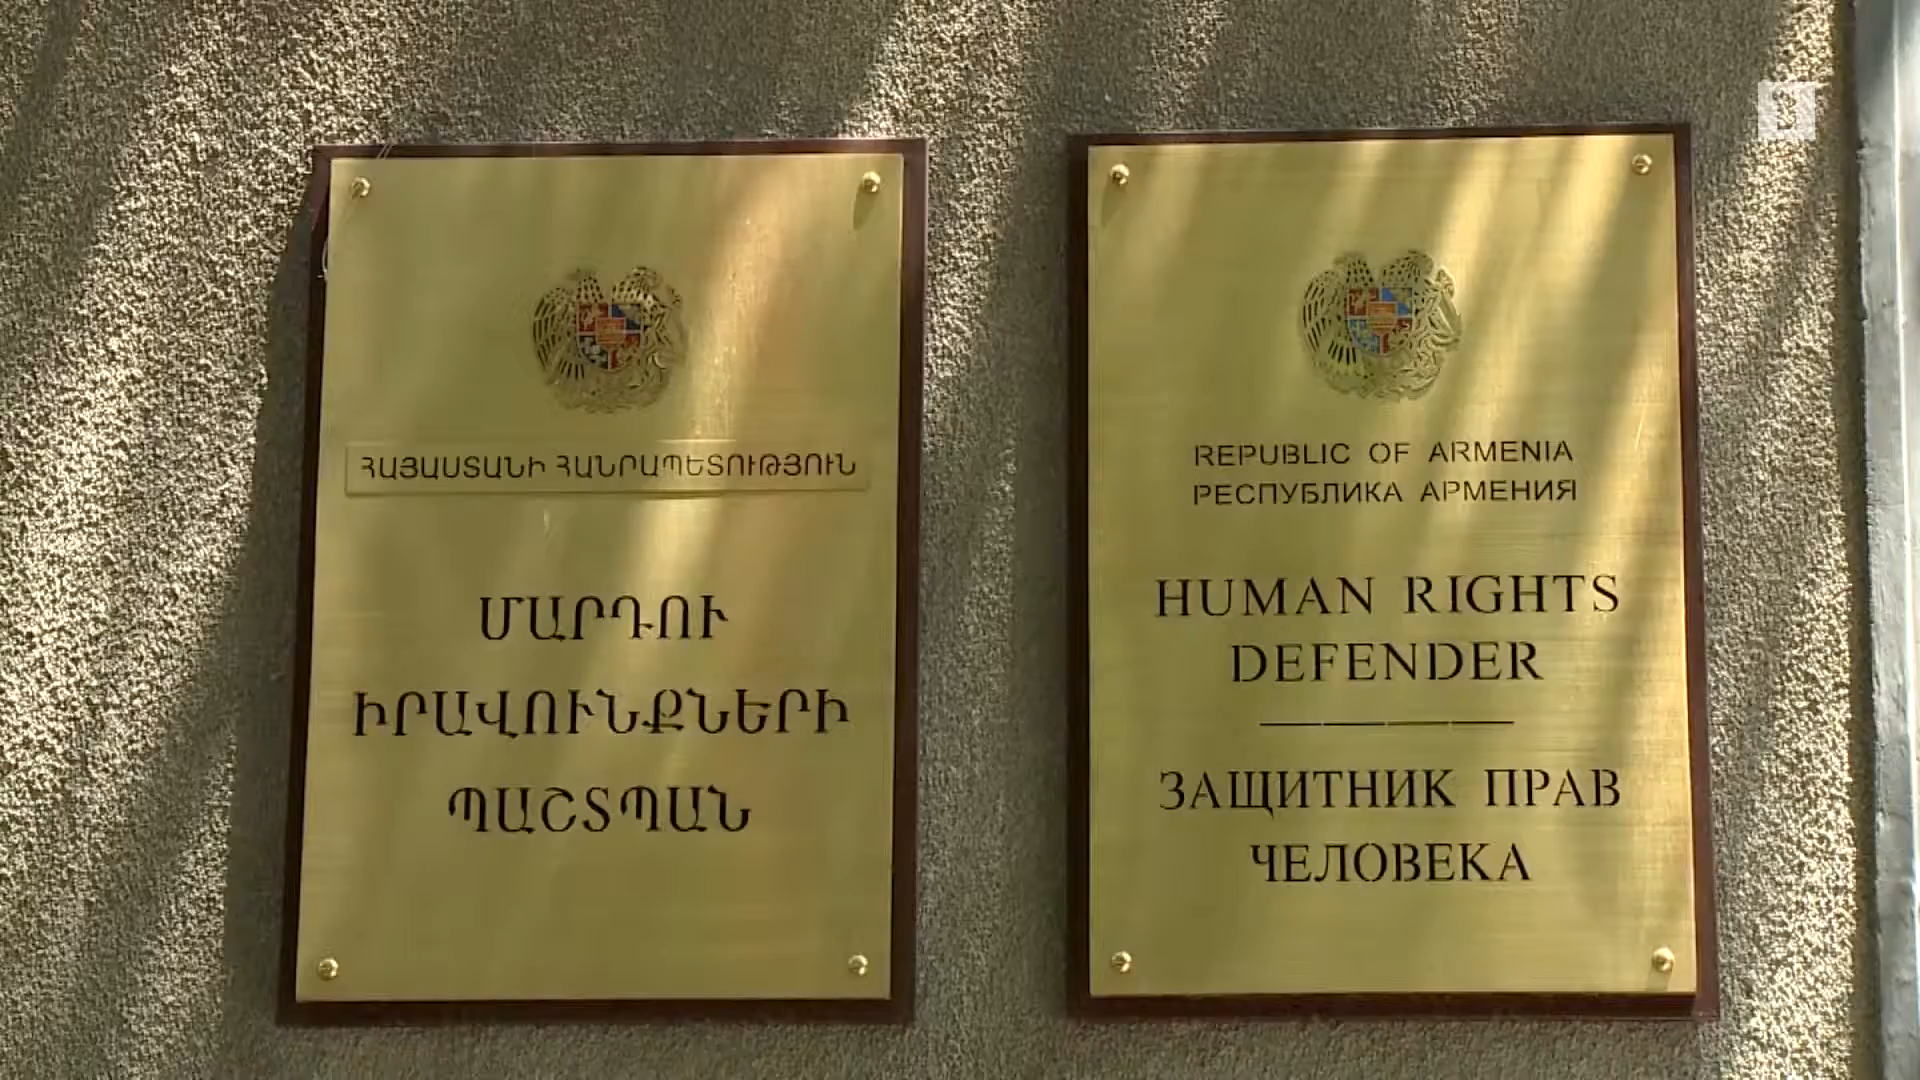 ՀԱՅԱՍՏԱՆԻ ՀԱՆՐԱՊԵՏՈՒԹՅՈՒՆ
ՄԱՐԴՈՒ
ԻՐԱՎՈՒՆՔՆԵՐԻ
ՊԱՇՏՊԱՆ
REPUBLIC OF ARMENIA
РЕСПУБЛИКА АРМЕНИЯ
HUMAN RIGHTS
DEFENDER
ЗАЩИТНИК ПРАВ
ЧЕЛОВЕКА